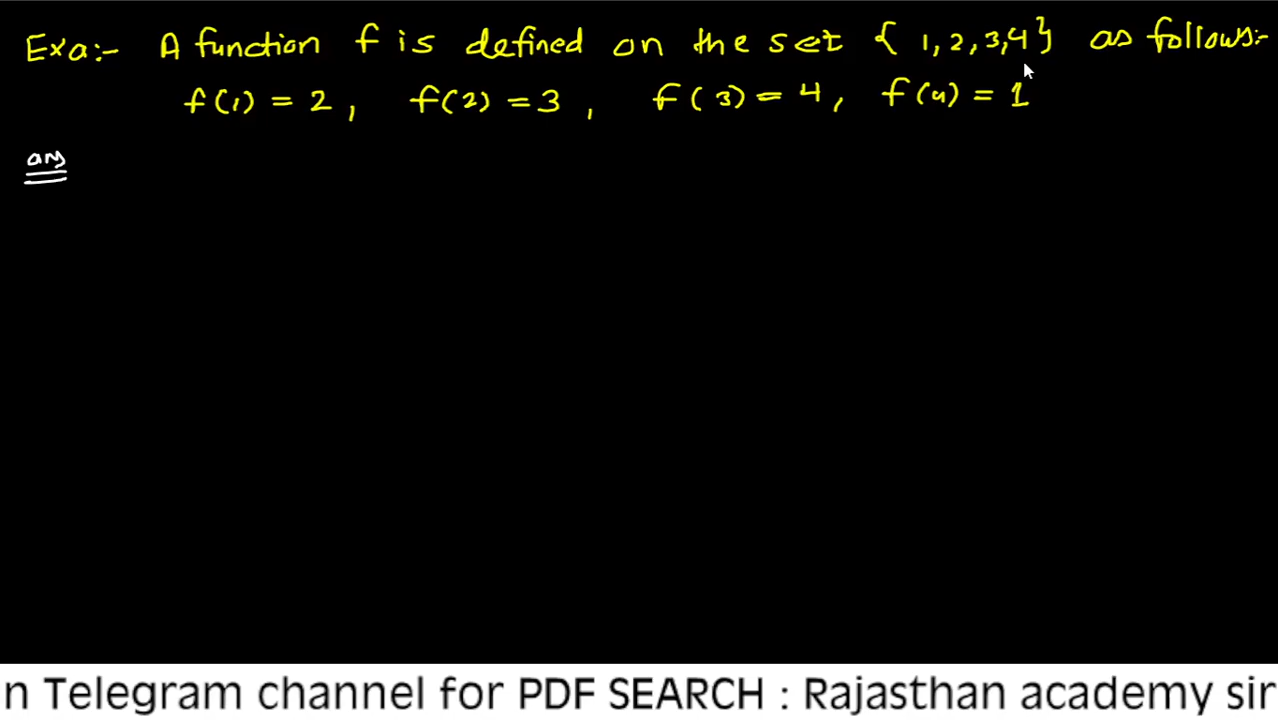 Exa:- A function f is defined on the set { 1, 2, 3, 4 } as follows:-
f(1) = 2, f(2) = 3, f(3) = 4, f(4) = 1
ans
n Telegram channel for PDF SEARCH : Rajasthan academy sir